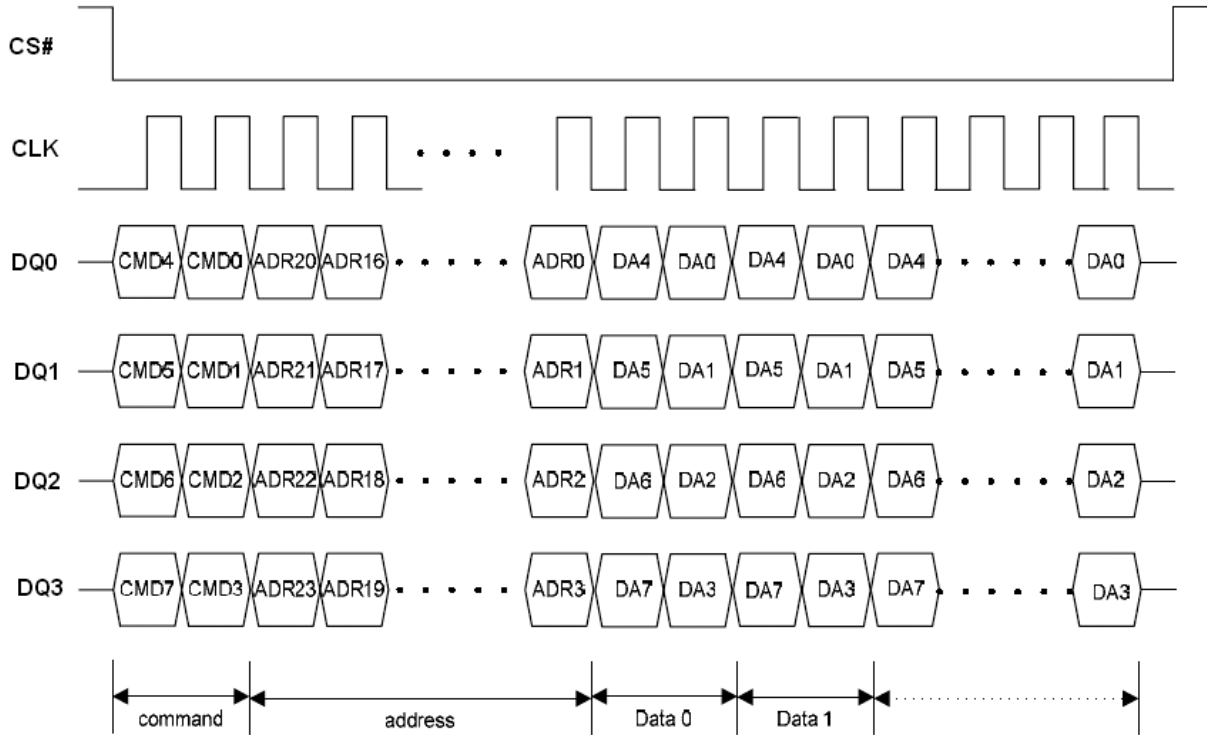 CS#
CLK
DQ0 CMD4 CMD0 ADR20 ADR16 ADR0 DA4 DA0 DA4 DA0 DA4 DA0
DQ1 CMD5 CMD1 ADR21 ADR17 ADR1 DA5 DA1 DA5 DA1 DA5 DA1
DQ2 CMD6 CMD2 ADR22 ADR18 ADR2 DA6 DA2 DA6 DA2 DA6 DA2
DQ3 CMD7 CMD3 ADR23 ADR19 ADR3 DA7 DA3 DA7 DA3 DA7 DA3
command address Data 0 Data 1